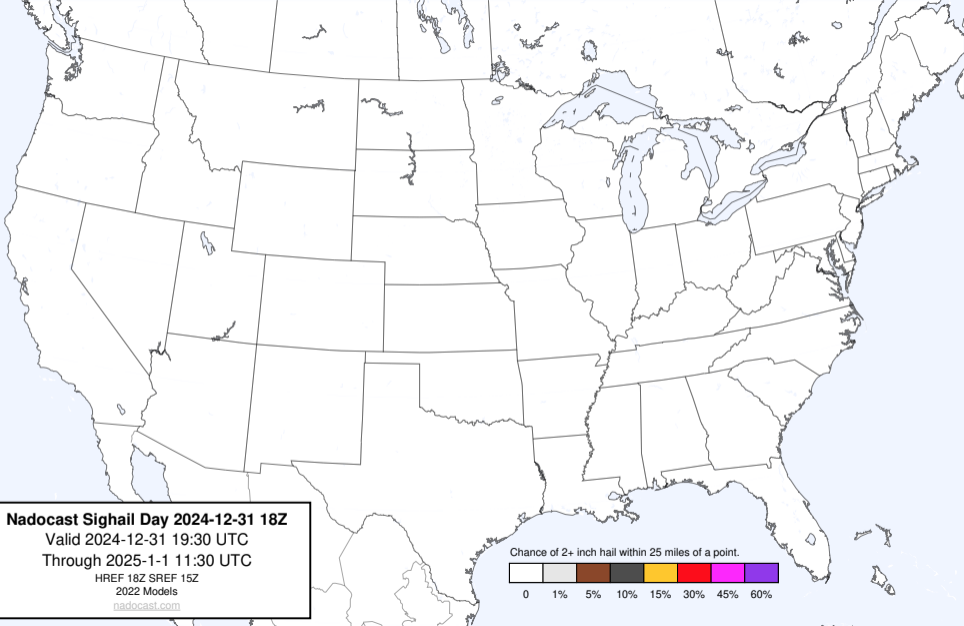 Nadocast Sighail Day 2024-12-31 18Z
Valid 2024-12-31 19:30 UTC
Through 2025-1-1 11:30 UTC
HREF 18Z SREF 15Z
2022 Models
nadocast.com
Chance of 2+ inch hail within 25 miles of a point.
0 1% 5% 10% 15% 30% 45% 60%